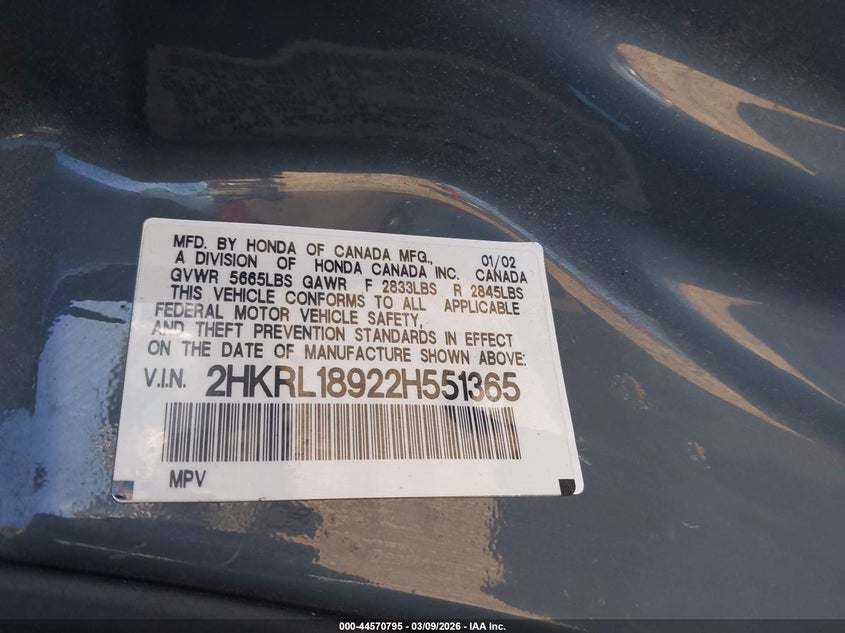 MFD. BY HONDA OF CANADA MFG., 01/02
A DIVISION OF HONDA CANADA INC. CANADA
GVWR 5665LBS GAWR F 2833LBS R 2845LBS
THIS VEHICLE CONFORMS TO ALL APPLICABLE
FEDERAL MOTOR VEHICLE SAFETY,
AND THEFT PREVENTION STANDARDS IN EFFECT
ON THE DATE OF MANUFACTURE SHOWN ABOVE:
V.I.N. 2HKRL18922H551365
MPV
000-44570795 - 03/09/2026 - IAA Inc.